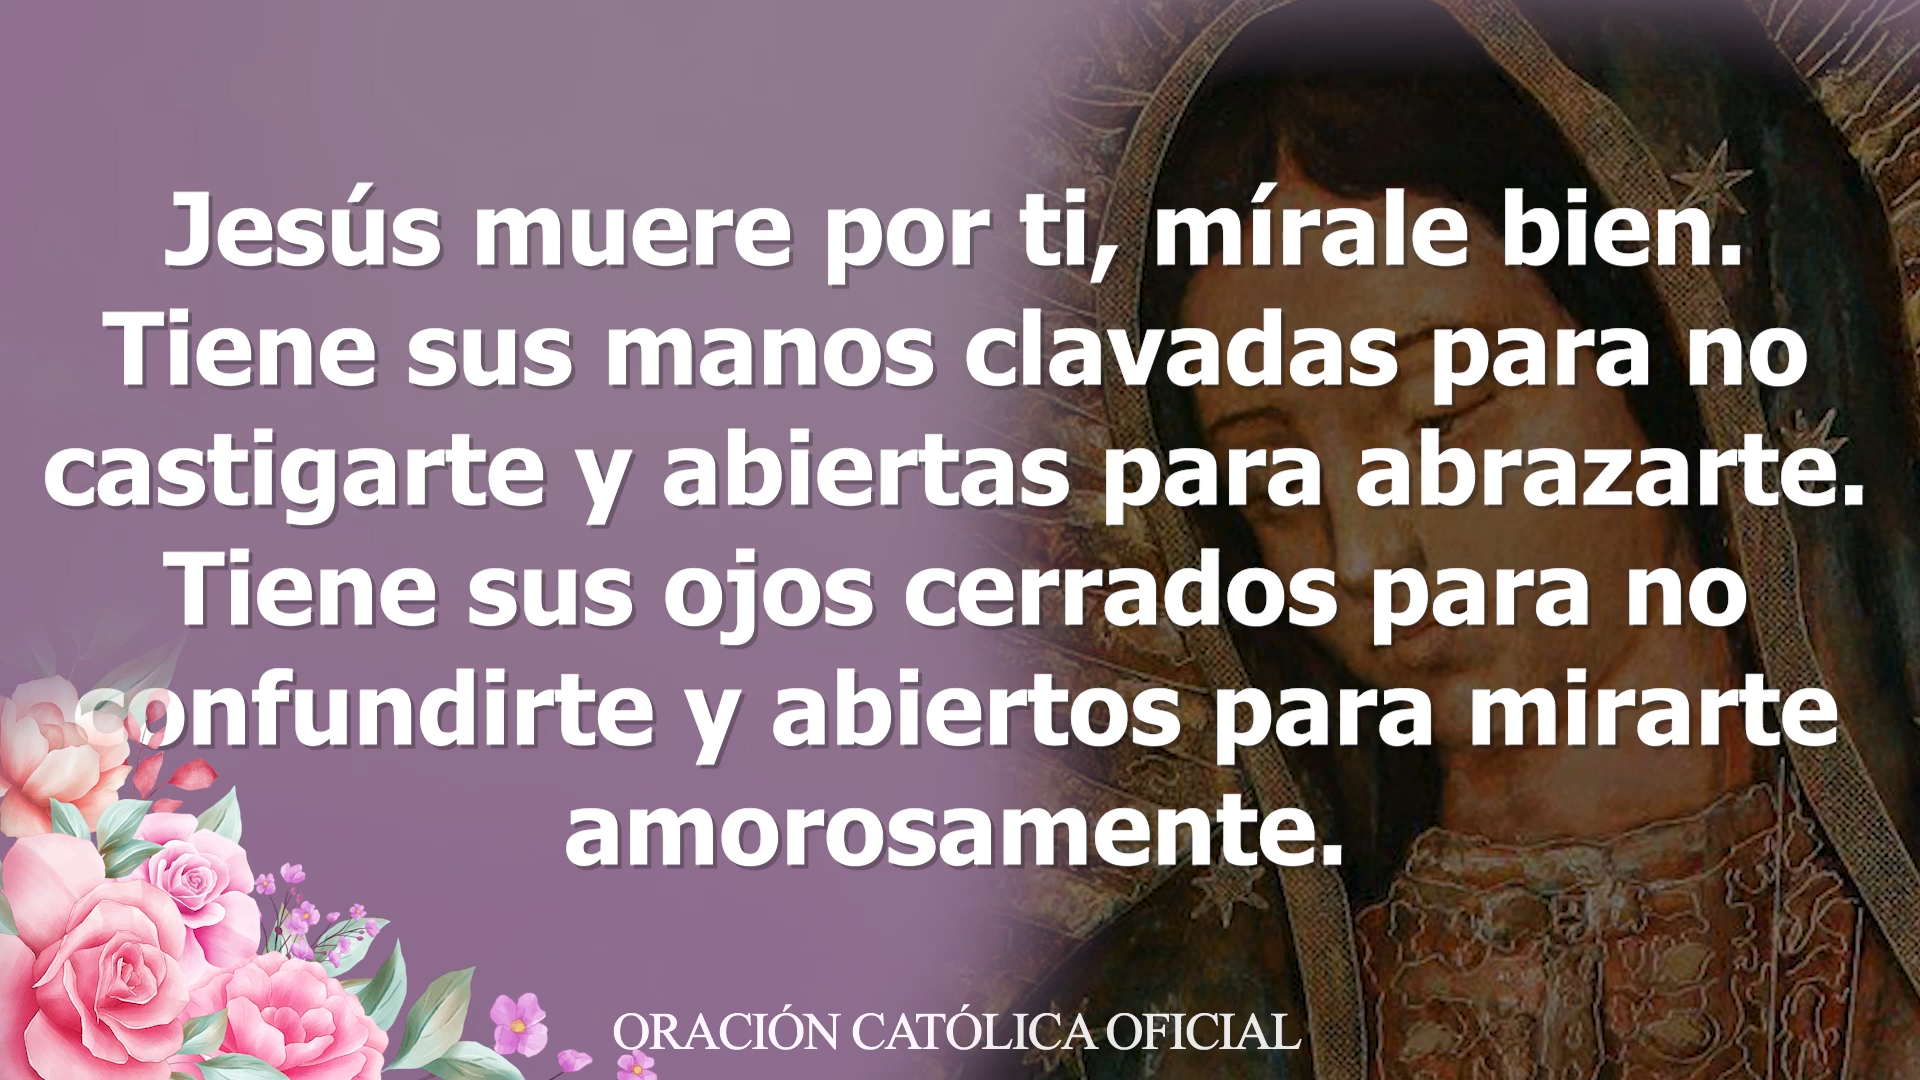 Jesús muere por ti, mírale bien.
Tiene sus manos clavadas para no
castigarte y abiertas para abrazarte.
Tiene sus ojos cerrados para no
confundirte y abiertos para mirarte
amorosamente.
ORACIÓN CATÓLICA OFICIAL